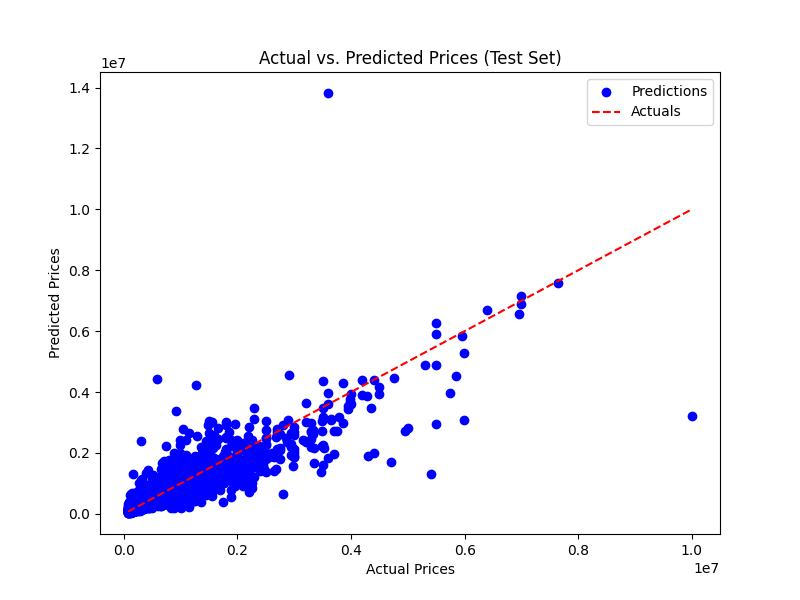 Actual vs. Predicted Prices (Test Set)
1e7
Predictions
Actuals
1.4
1.2
1.0
0.8
0.6
0.4
0.2
0.0
Predicted Prices
0.0 0.2 0.4 0.6 0.8 1.0
Actual Prices
1e7